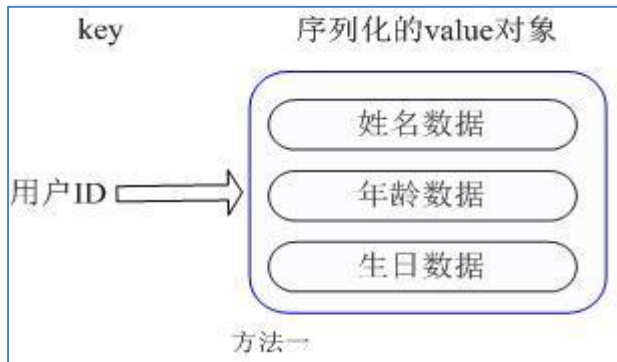 key 序列化的value对象
姓名数据
用户ID 年龄数据
生日数据
方法一